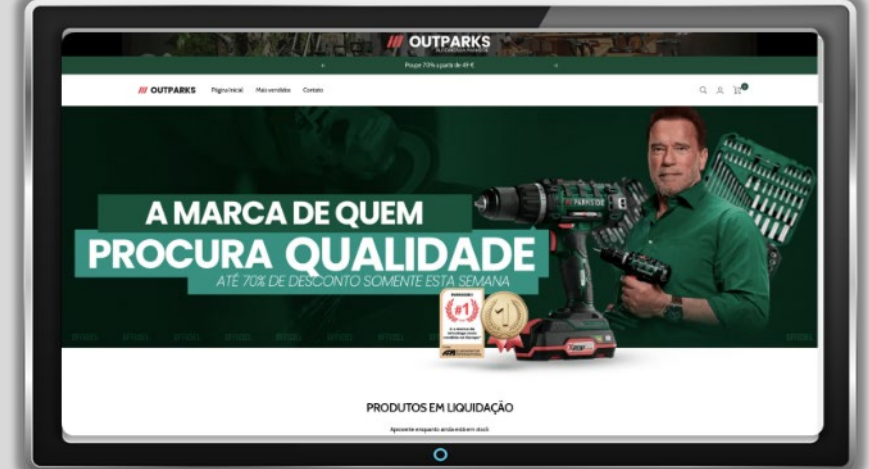 OUTPARKS
Poupe 70% a partir de 49 €
OUTPARKS Página Inicial Mais vendidos Contato
PARKSIDE
A MARCA DE QUEM
PROCURA QUALIDADE
ATÉ 70% DE DESCONTO SOMENTE ESTA SEMANA
#1
PRODUTOS EM LIQUIDAÇÃO
Aproveite enquanto ainda está em stock